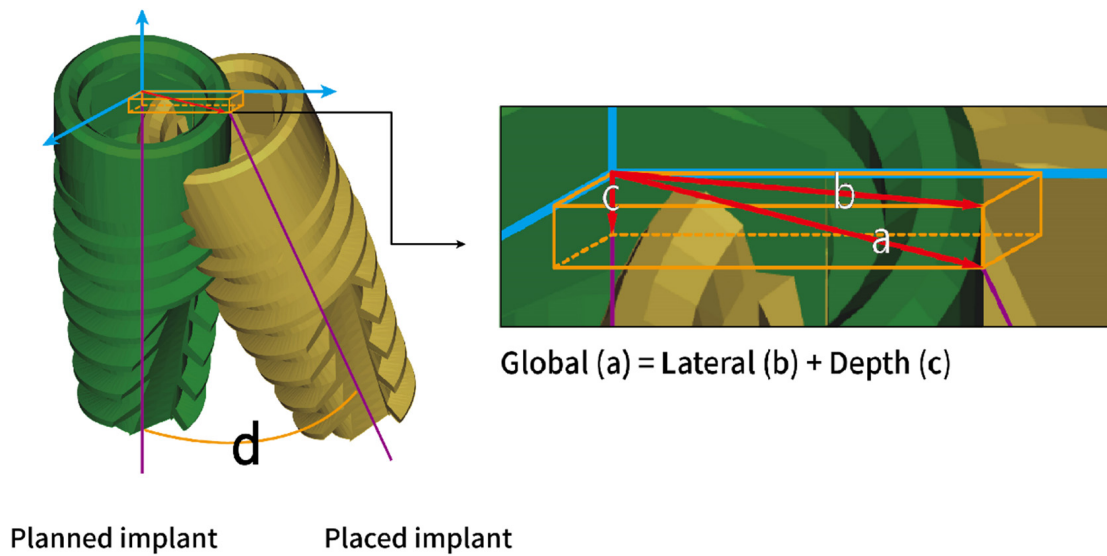 c
b
a
Global (a) = Lateral (b) + Depth (c)
d
Planned implant
Placed implant